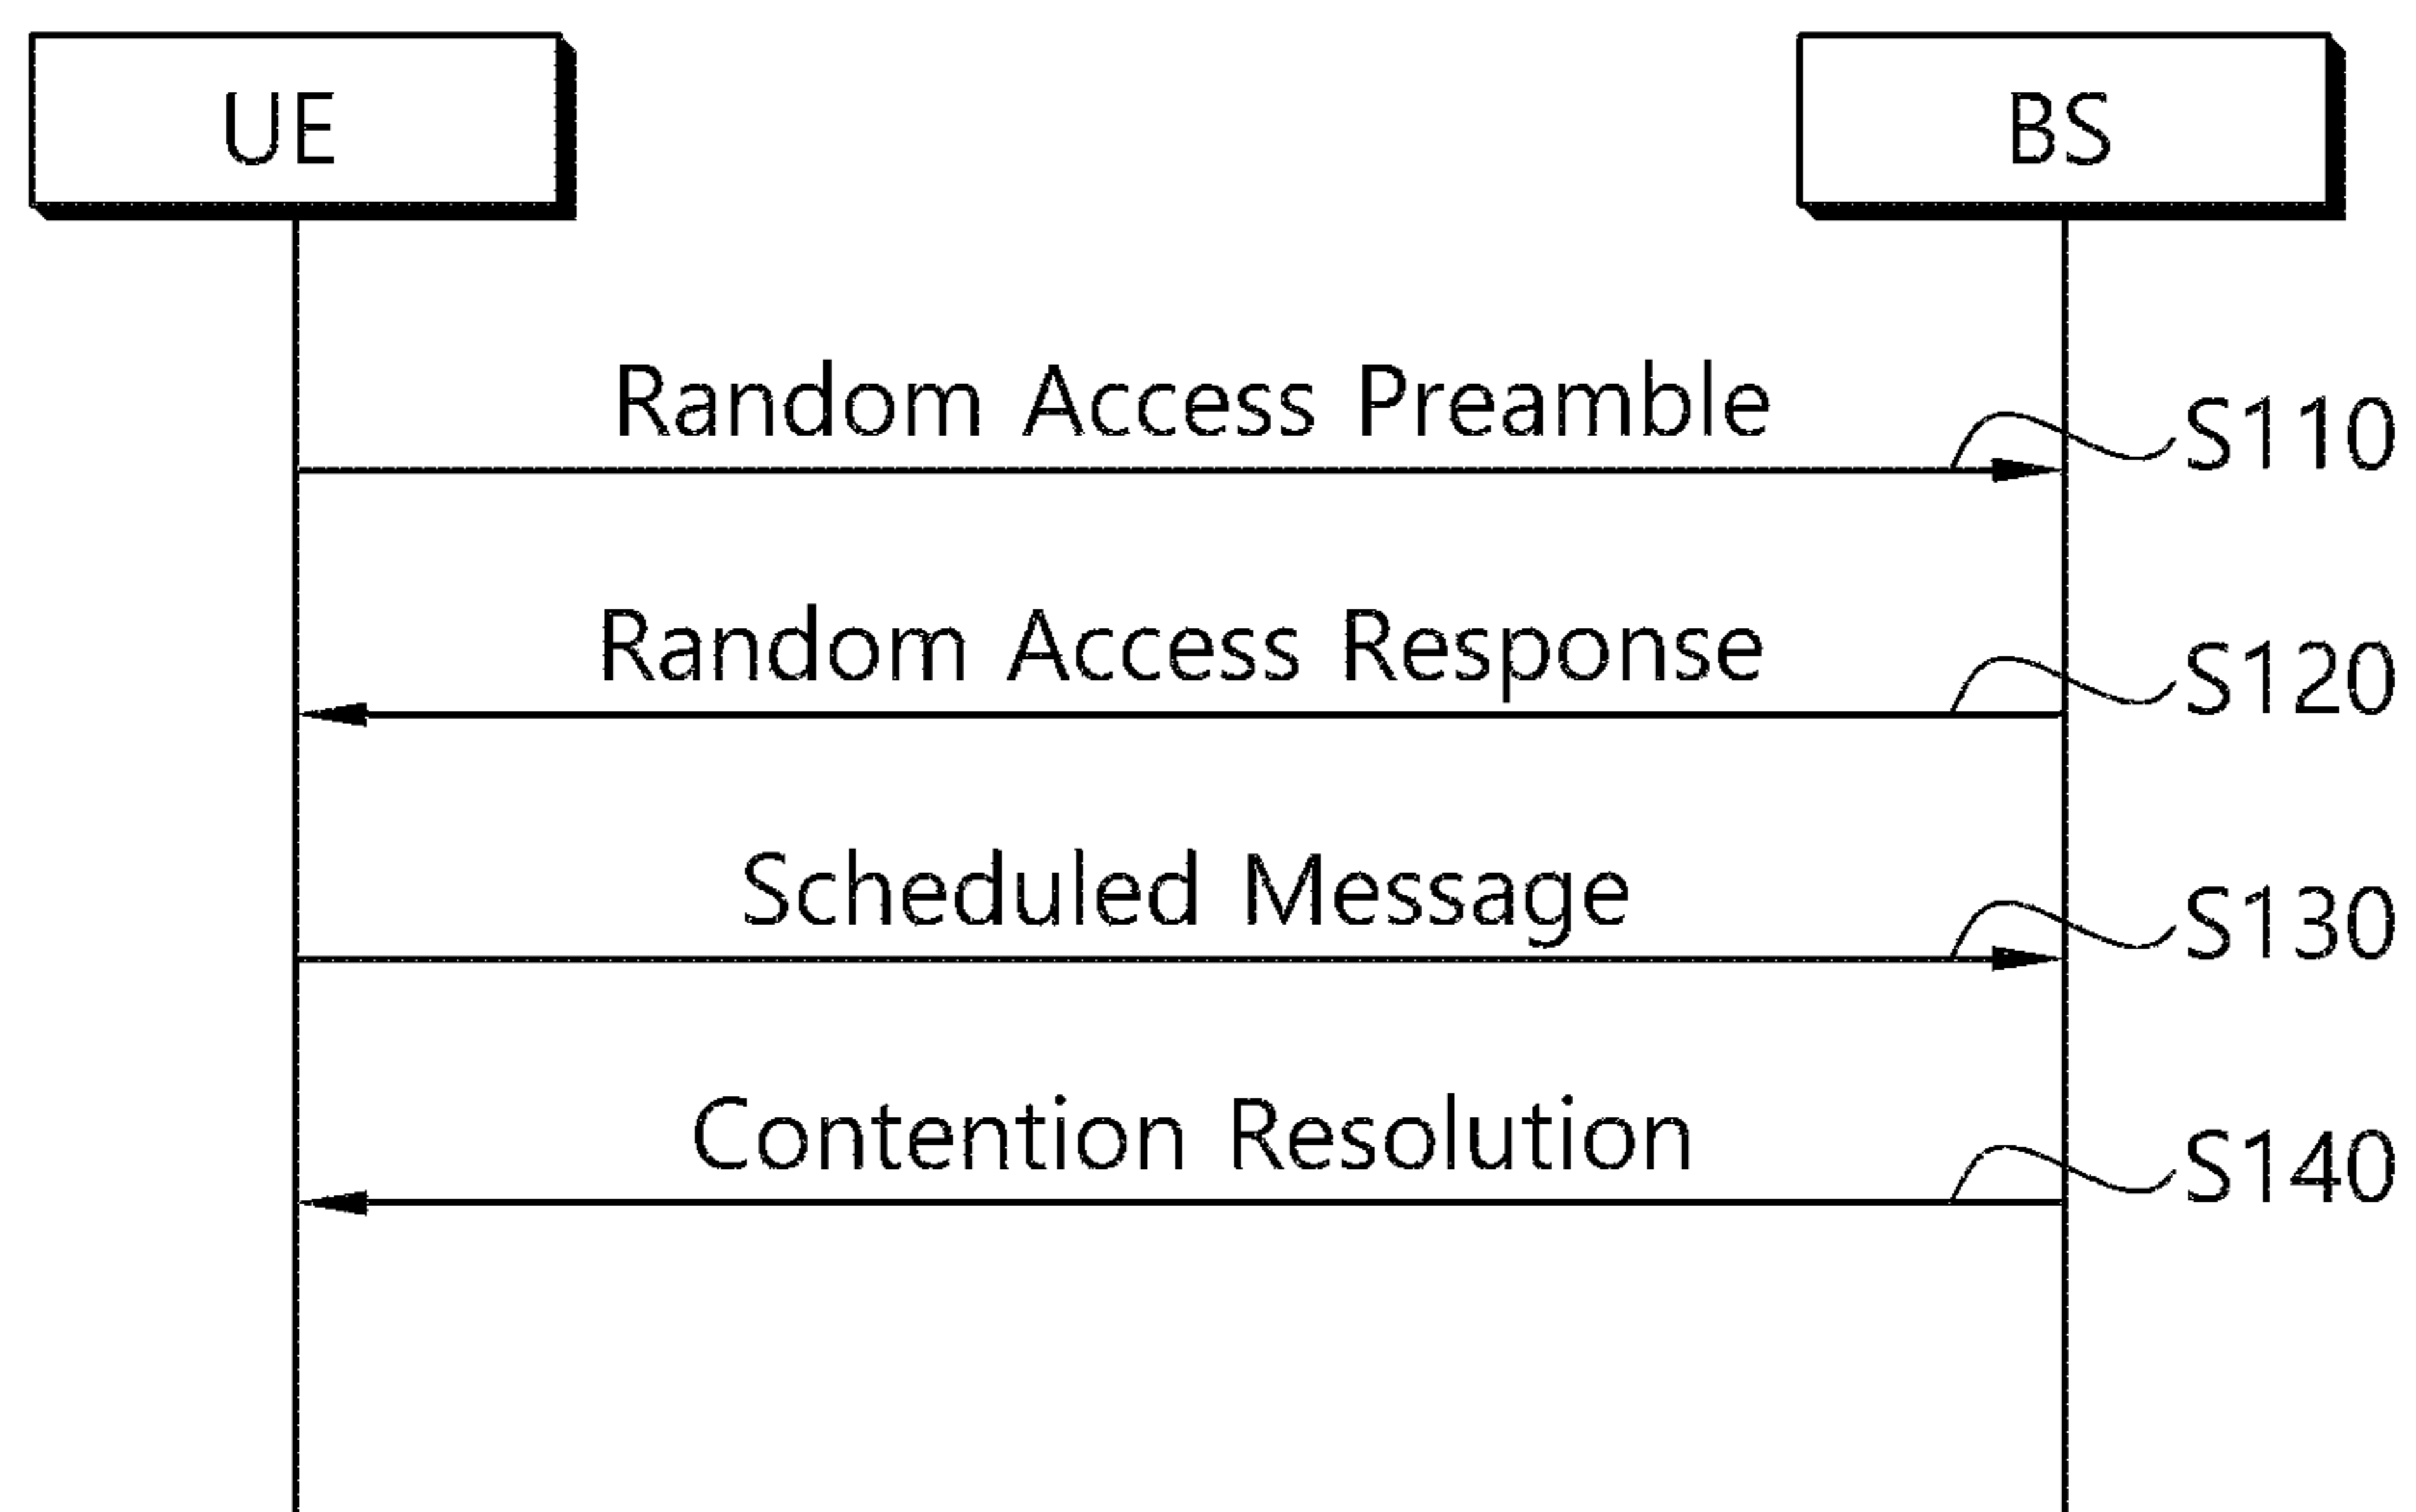 UE
BS
Random Access Preamble
S110
Random Access Response
S120
Scheduled Message
S130
Contention Resolution
S140